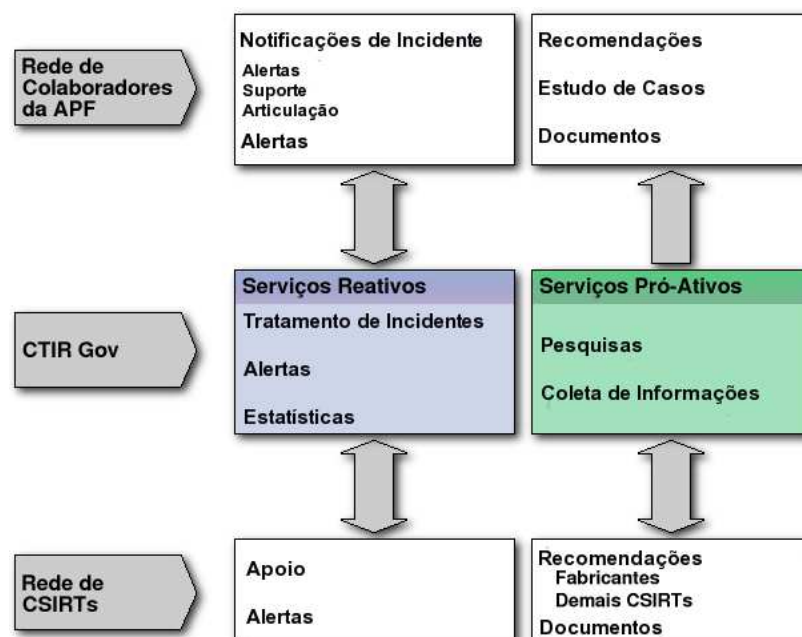 Rede de
Colaboradores
da APF
Notificações de Incidente
Alertas
Suporte
Articulação
Alertas
Recomendações
Estudo de Casos
Documentos
CTIR Gov
Serviços Reativos
Tratamento de Incidentes
Alertas
Estatísticas
Serviços Pró-Ativos
Pesquisas
Coleta de Informações
Rede de
CSIRTs
Apoio
Alertas
Recomendações
Fabricantes
Demais CSIRTs
Documentos